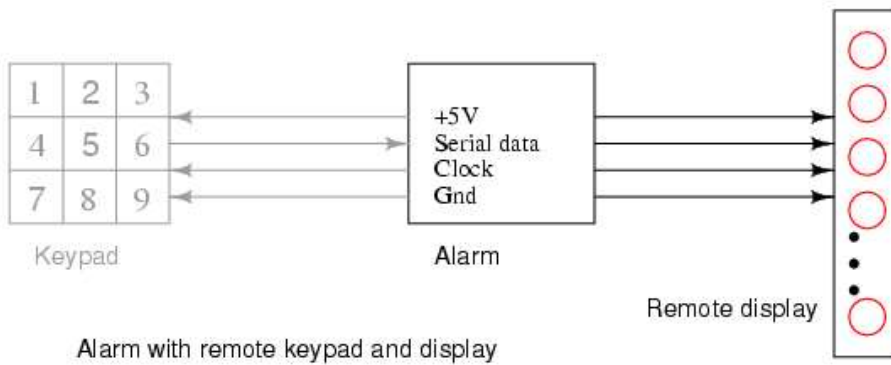 1 2 3
4 5 6
7 8 9
Keypad
+5V
Serial data
Clock
Gnd
Alarm
Remote display
Alarm with remote keypad and display